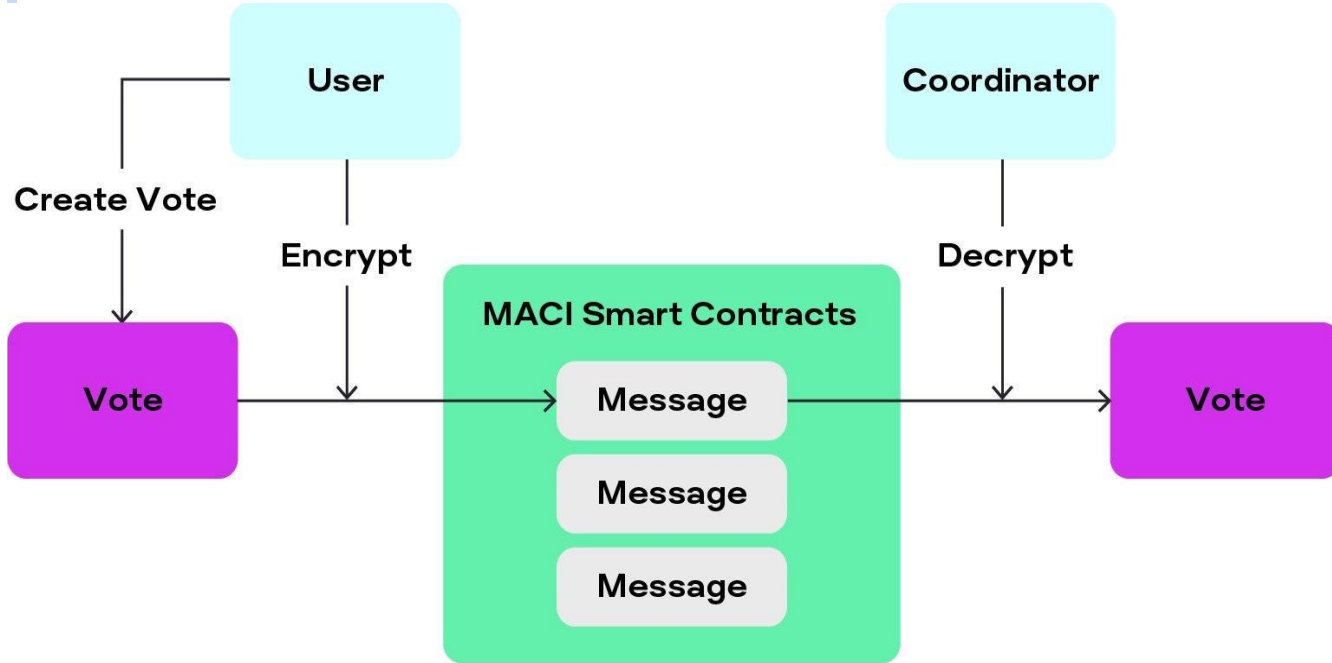 User
Coordinator
Create Vote
Encrypt
Decrypt
MACI Smart Contracts
Vote
Message
Vote
Message
Message